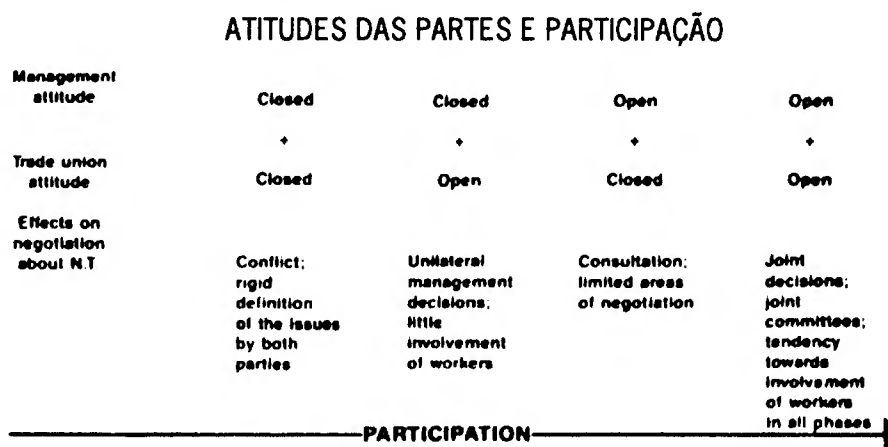 ATITUDES DAS PARTES E PARTICIPAÇÃO
Management
attitude
Closed
Closed
Open
Open
+
+
+
+
Trade union
attitude
Closed
Open
Closed
Open
Effects on
negotiation
about N.T
Conflict;
rigid
definition
of the issues
by both
parties
Unilateral
management
decisions;
little
involvement
of workers
Consultation;
limited areas
of negotiation
Joint
decisions;
joint
committees;
tendency
towards
involvement
of workers
in all phases
PARTICIPATION